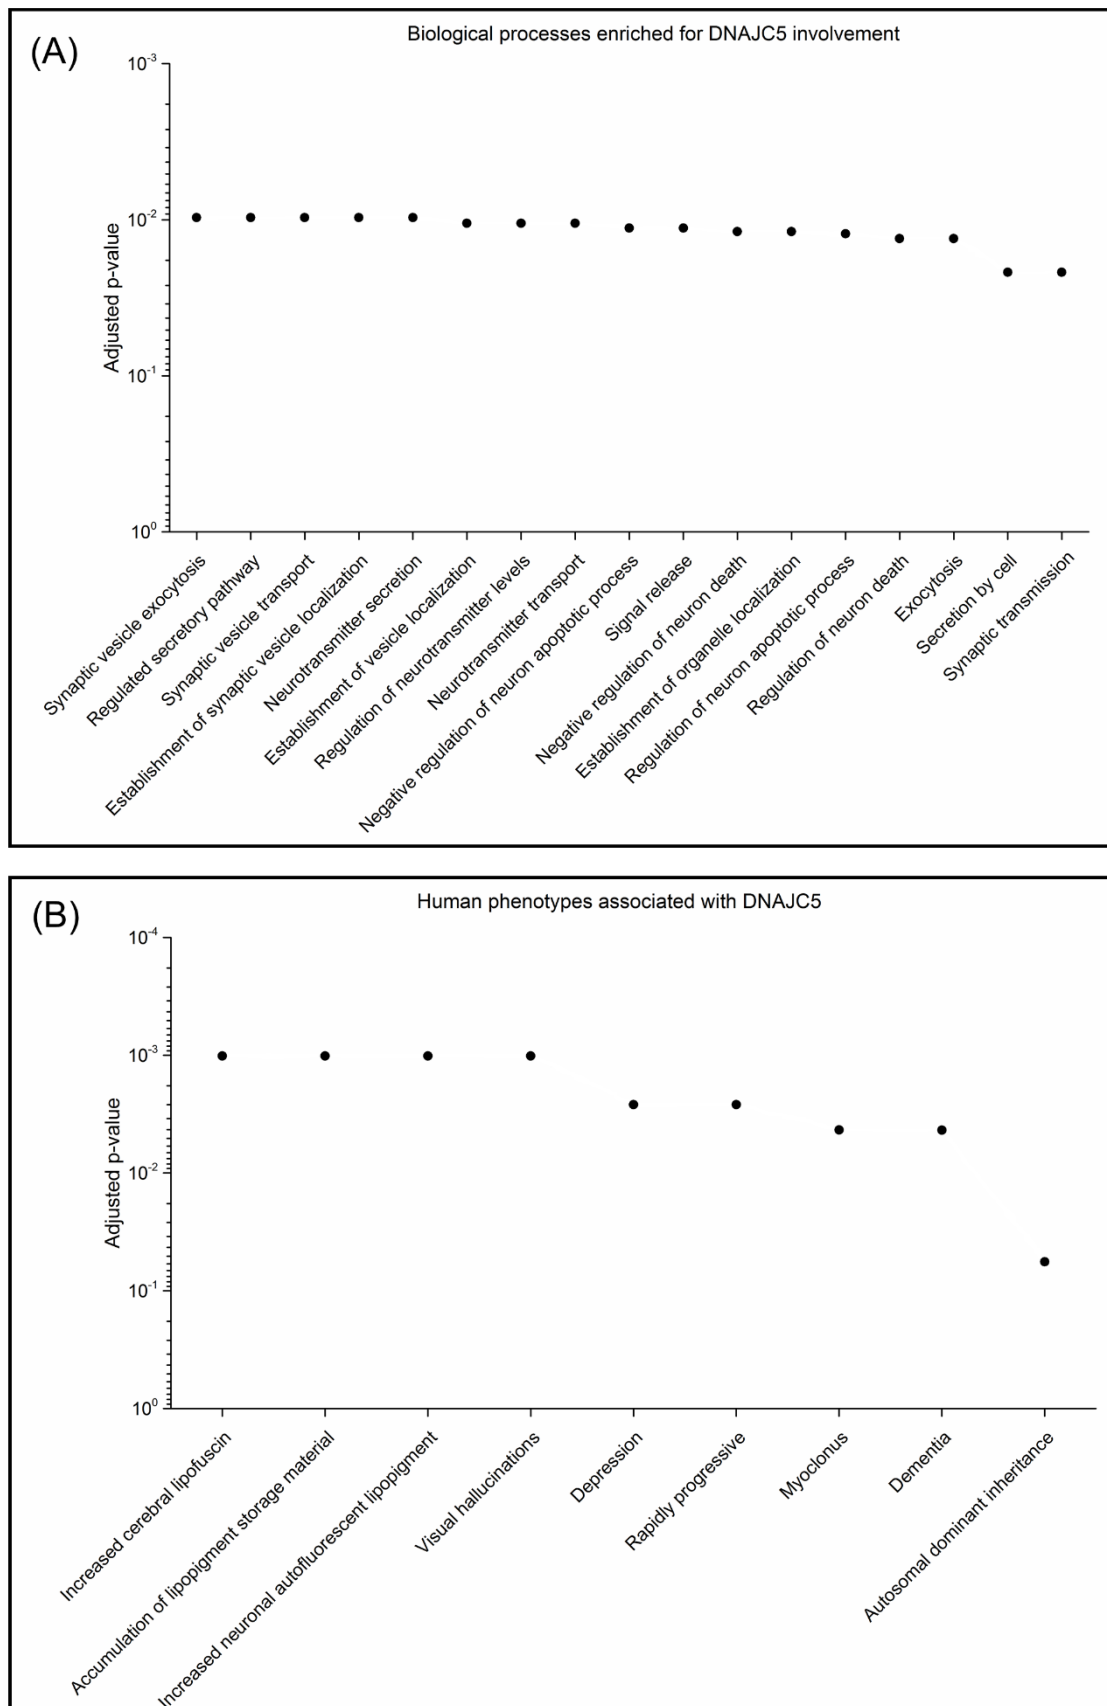 (A)
Biological processes enriched for DNAJC5 involvement
Adjusted p-value
10-3
10-2
10-1
100
Synaptic vesicle exocytosis
Regulated secretory pathway
Synaptic vesicle transport
Establishment of synaptic vesicle localization
Neurotransmitter secretion
Establishment of vesicle localization
Regulation of neurotransmitter levels
Neurotransmitter transport
Negative regulation of neuron apoptotic process
Signal release
Negative regulation of neuron death
Establishment of organelle localization
Regulation of neuron apoptotic process
Regulation of neuron death
Exocytosis
Secretion by cell
Synaptic transmission
(B)
Human phenotypes associated with DNAJC5
Adjusted p-value
10-4
10-3
10-2
10-1
100
Increased cerebral lipofuscin
Accumulation of lipopigment storage material
Increased neuronal autofluorescent lipopigment
Visual hallucinations
Depression
Rapidly progressive
Myoclonus
Dementia
Autosomal dominant inheritance